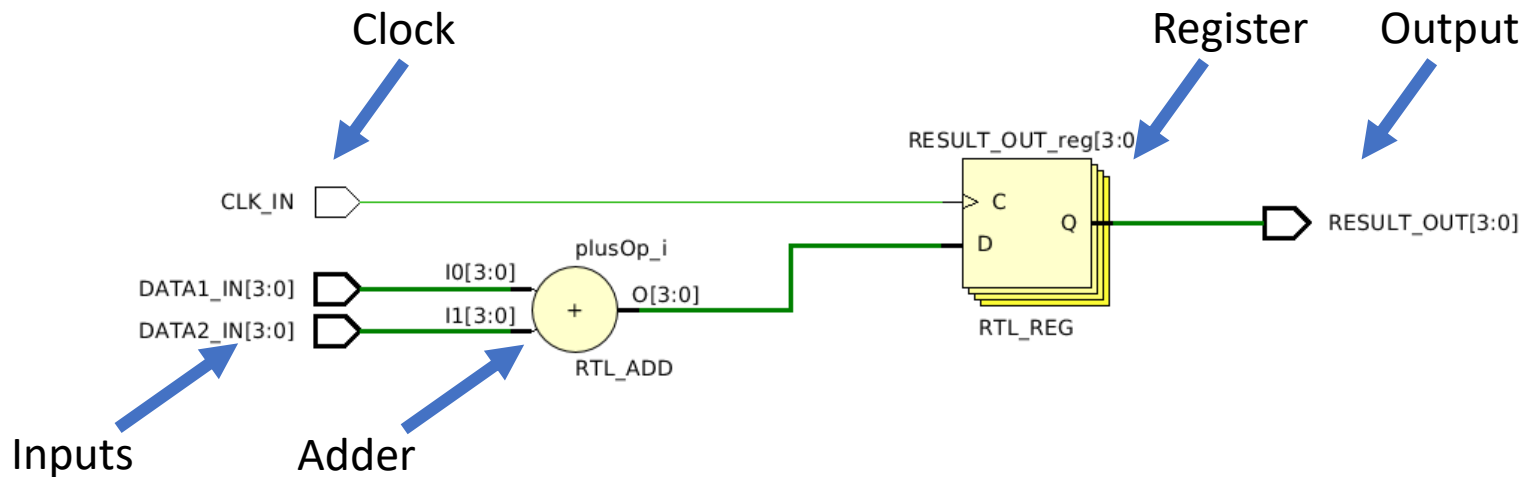 Clock
Register
Output
RESULT_OUT_reg[3:0
CLK_IN
C
Q
D
RESULT_OUT[3:0]
plusOp_i
DATA1_IN[3:0]
I0[3:0]
+
O[3:0]
DATA2_IN[3:0]
I1[3:0]
RTL_REG
RTL_ADD
Inputs
Adder